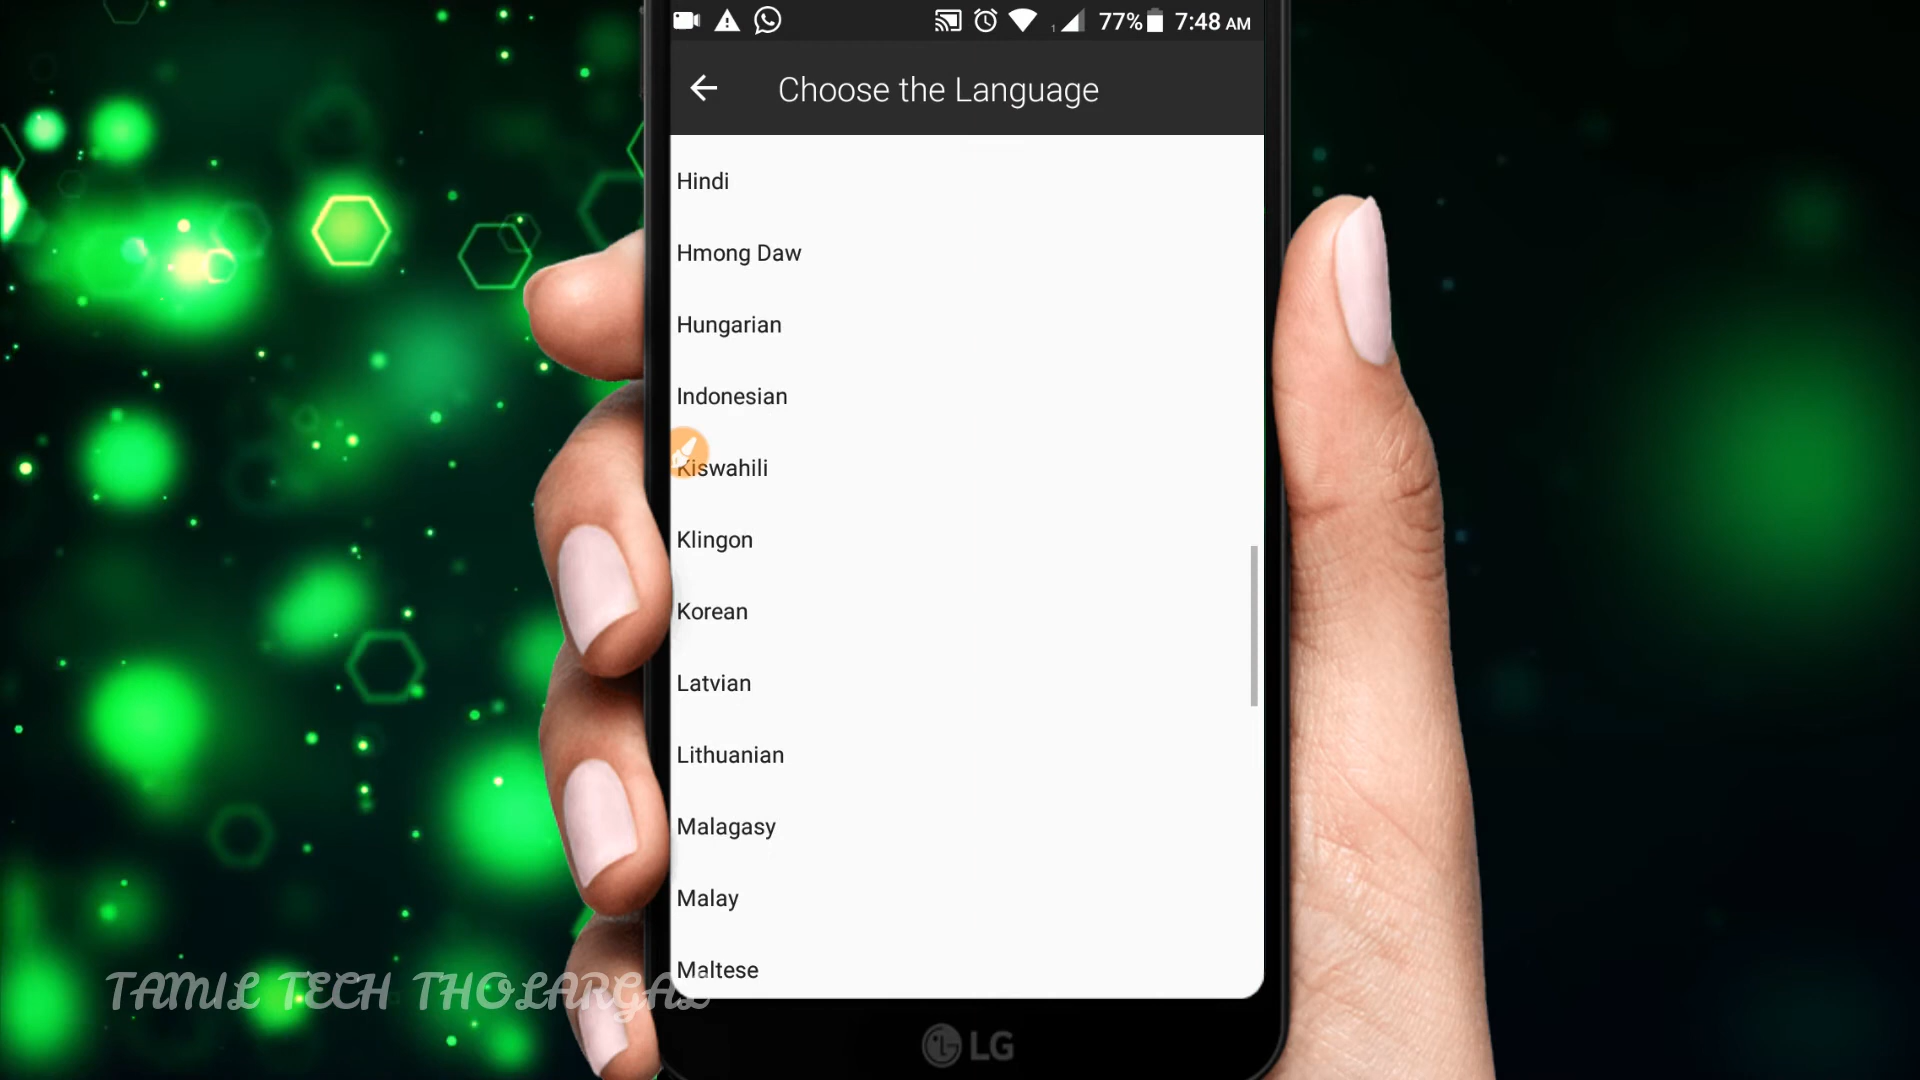 1 77% 7:48 AM
Choose the Language
Hindi
Hmong Daw
Hungarian
Indonesian
Kiswahili
Klingon
Korean
Latvian
Lithuanian
Malagasy
Malay
Maltese
TAMIL TECH THOLARGAL
LG